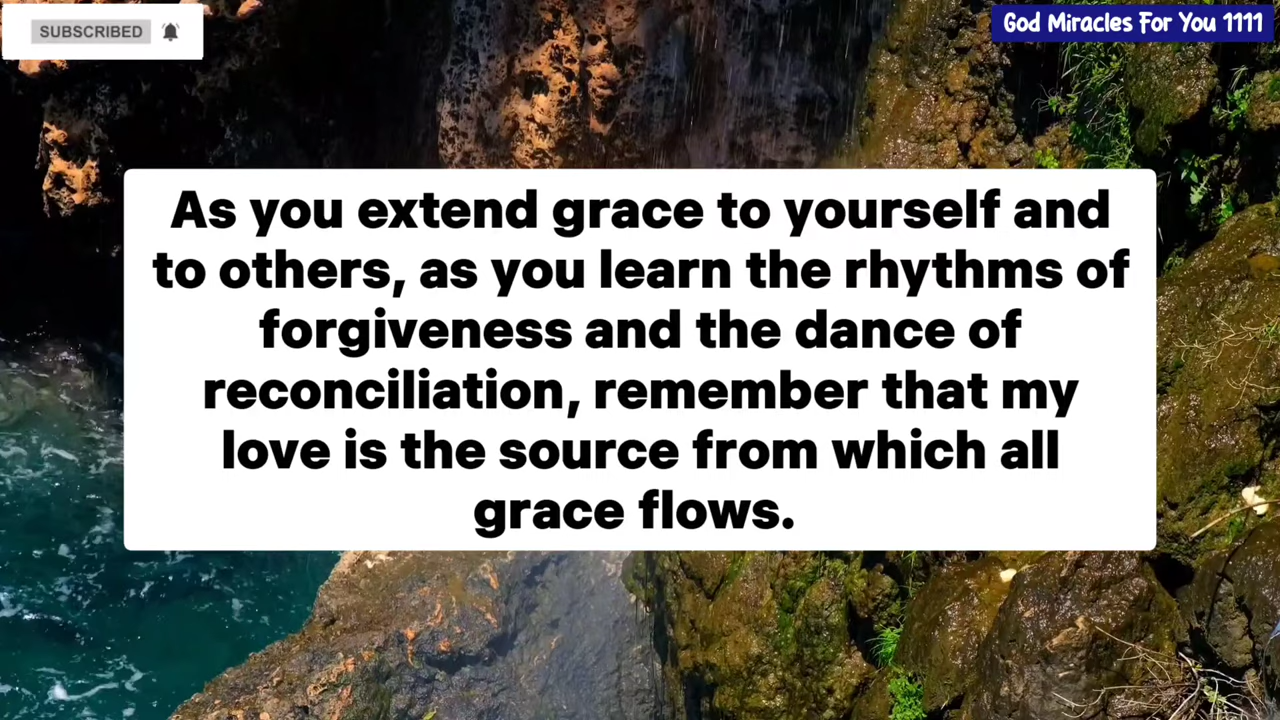 SUBSCRIBED
God Miracles For You 1111
As you extend grace to yourself and
to others, as you learn the rhythms of
forgiveness and the dance of
reconciliation, remember that my
love is the source from which all
grace flows.